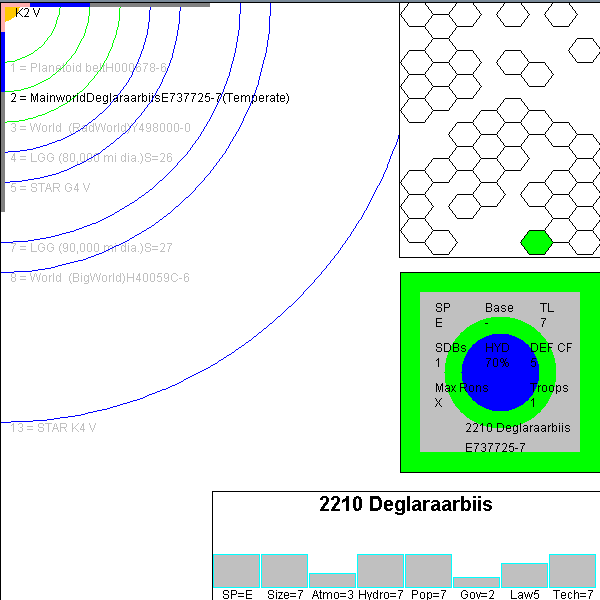 K2 V
1 = Planetoid beltH000678-6
2 = MainworldDeglaraarbiisE737725-7(Temperate)
3 = World (RadWorld)Y498000-0
4 = LGG (80,000 mi dia.)S=26
5 = STAR G4 V
7 = LGG (90,000 mi dia.)S=27
8 = World (BigWorld)H40059C-6
13 = STAR K4 V
SP Base TL
E - 7
SDBs HYD DEF CF
1 70%
Max Troops
X 1
2210 Deglaraarbiis
E737725-7
2210 Deglaraarbiis
SP=E Size=7 Atmo=3 Hydro=7 Pop=7 Gov=2 Law5 Tech=7